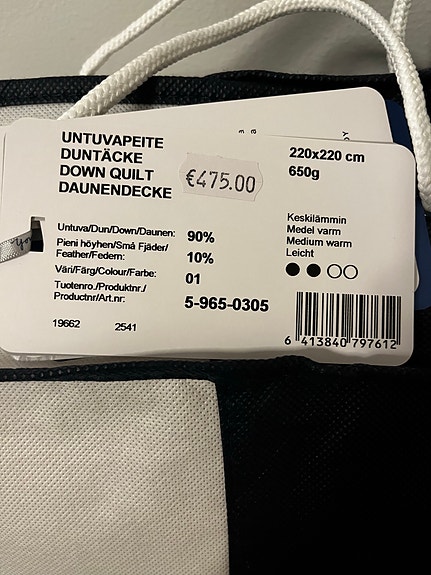 UNTUVAPEITE
DUNTÄCKE
DOWN QUILT
DAUNENDECKE
€475.00
220x220 cm
650g
Keskilämmin
Medel varm
Medium warm
Leicht
Untuva/Dun/Down/Daunen: 90%
Pieni höyhen/Små Fjäder/
Feather/Federn: 10%
Väri/Färg/Colour/Farbe: 01
Tuotenro./Produktnr./
Productnr/Art.nr: 5-965-0305
19662 2541
6 413840 797612